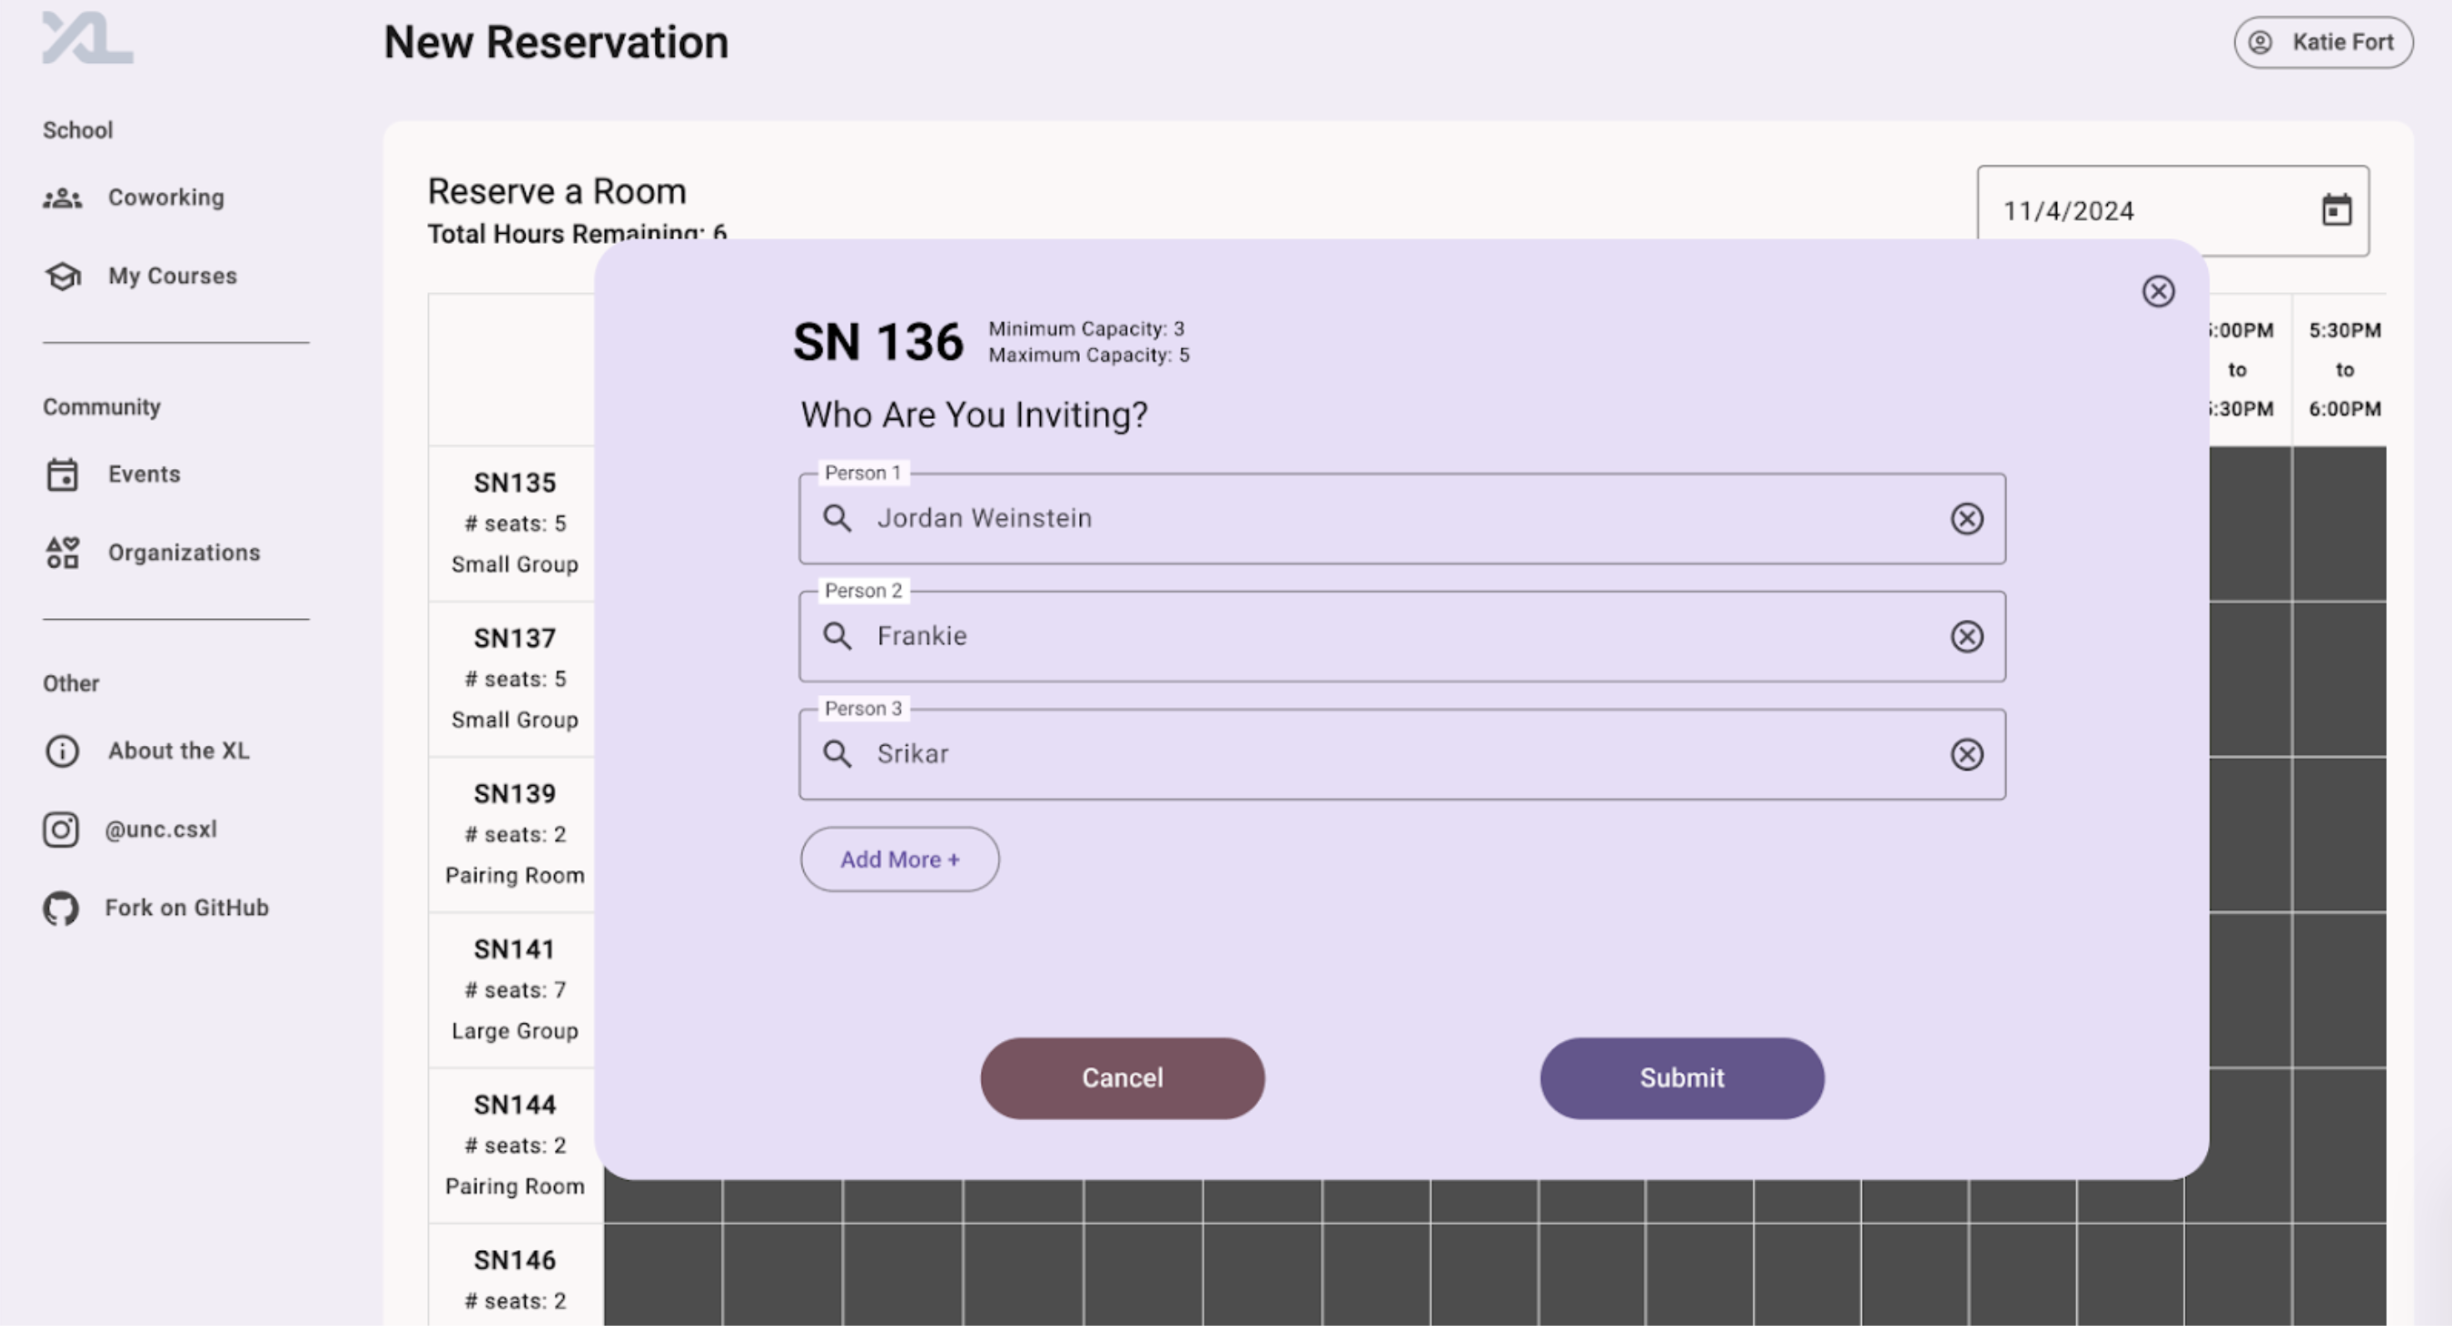 XL
New Reservation
Katie Fort
School
Coworking
My Courses
Community
Events
Organizations
Other
About the XL
@unc.csxl
Fork on GitHub
Reserve a Room
Total Hours Remaining: 6
11/4/2024
SN 136
Minimum Capacity: 3
Maximum Capacity: 5
Who Are You Inviting?
Person 1
Jordan Weinstein
Person 2
Frankie
Person 3
Srikar
Add More +
Cancel
Submit
:00PM
to
:30PM
5:30PM
to
6:00PM
SN135
# seats: 5
Small Group
SN137
# seats: 5
Small Group
SN139
# seats: 2
Pairing Room
SN141
# seats: 7
Large Group
SN144
# seats: 2
Pairing Room
SN146
# seats: 2